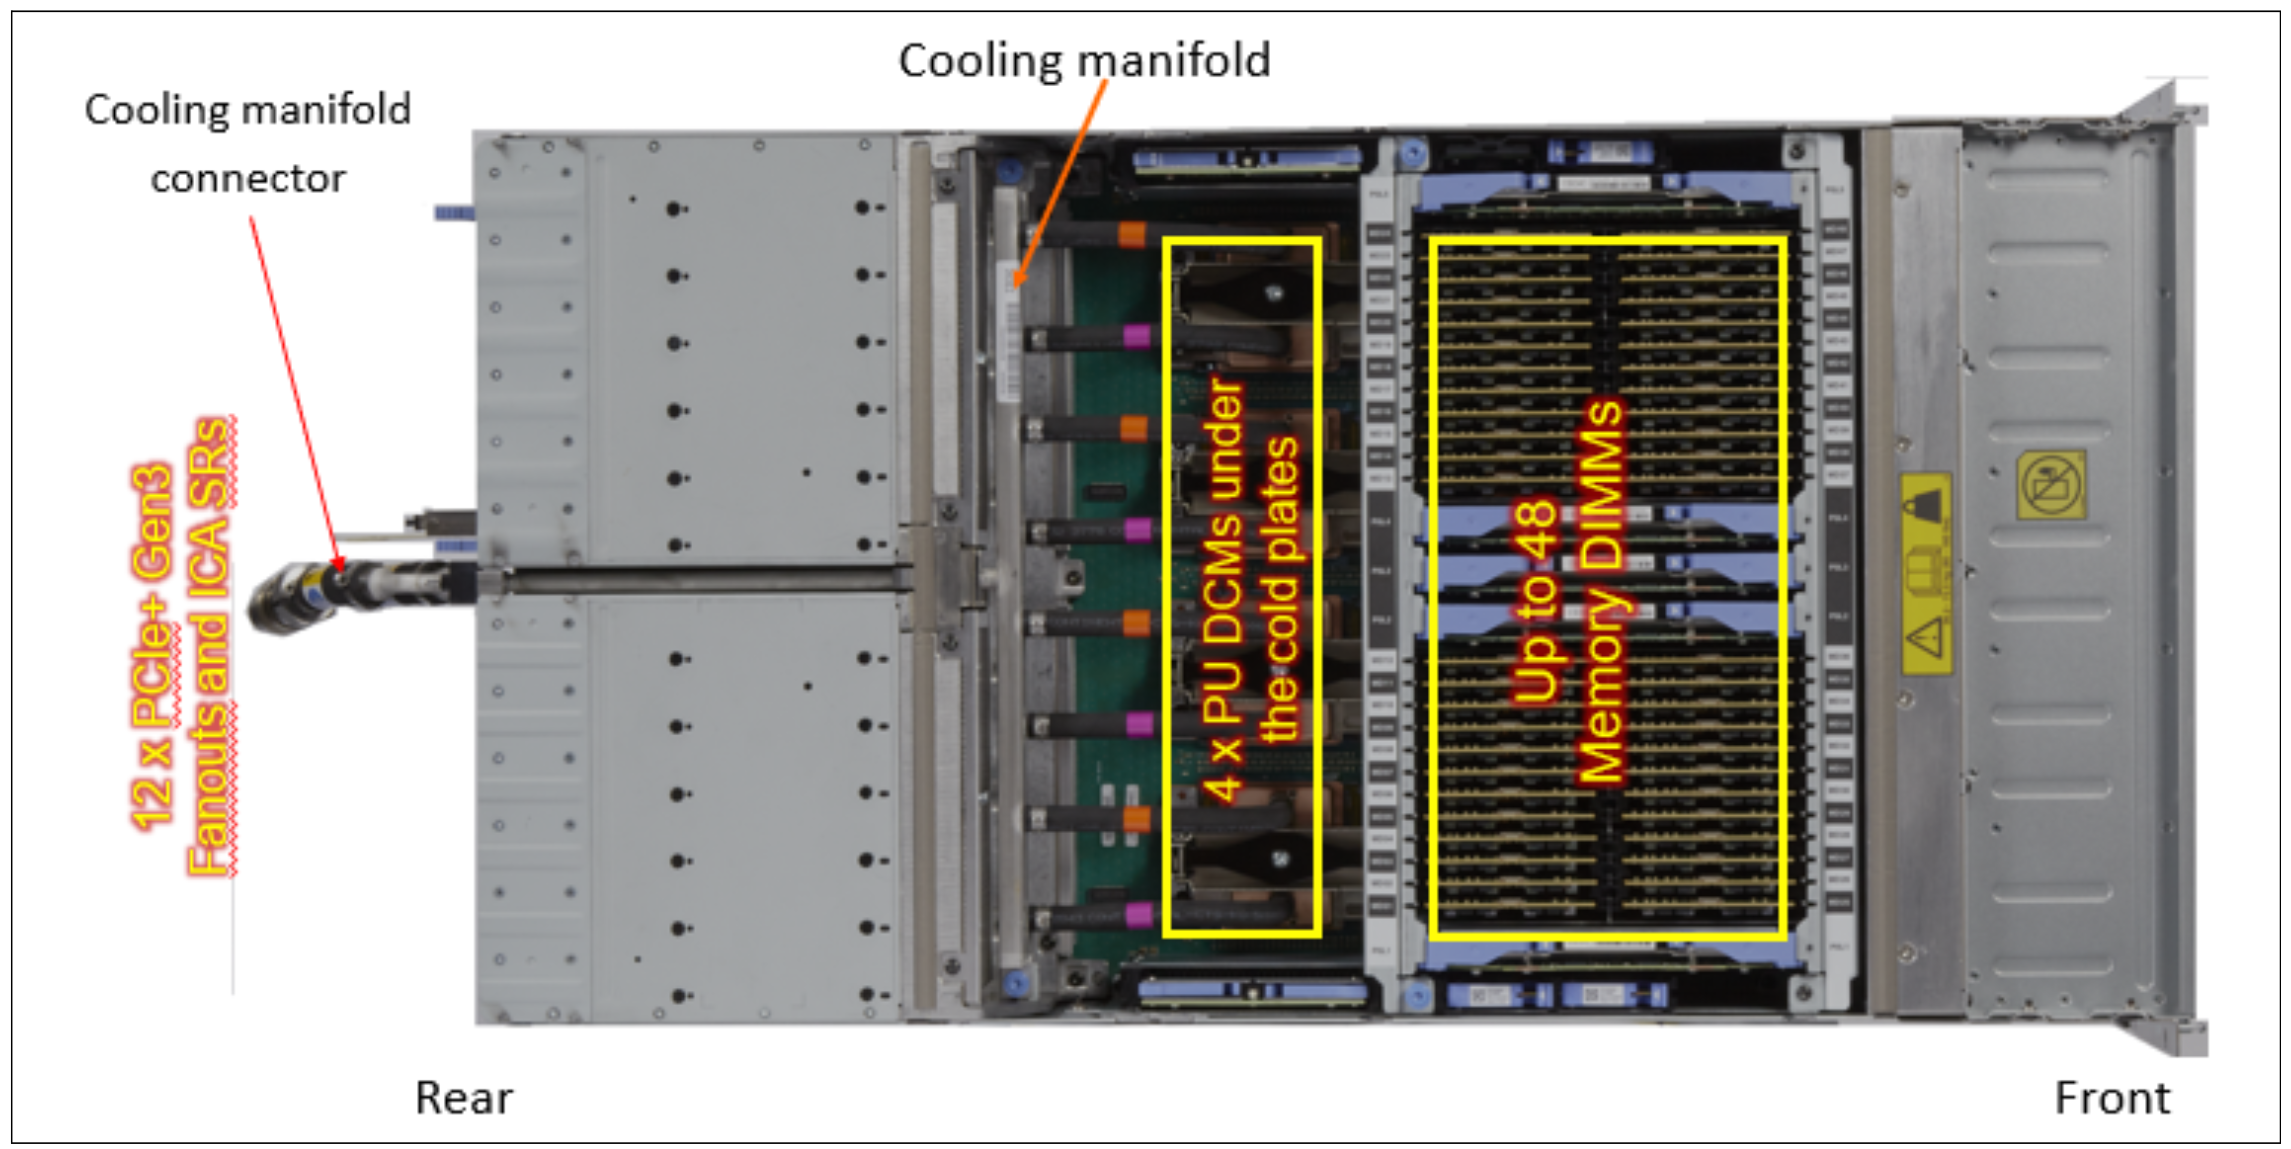 Cooling manifold
Cooling manifold
connector
12 x PCIe+ Gen3
Fanouts and ICA SRs
4 x PU DCMs under
the cold plates
Up to 48
Memory DIMMs
Rear
Front